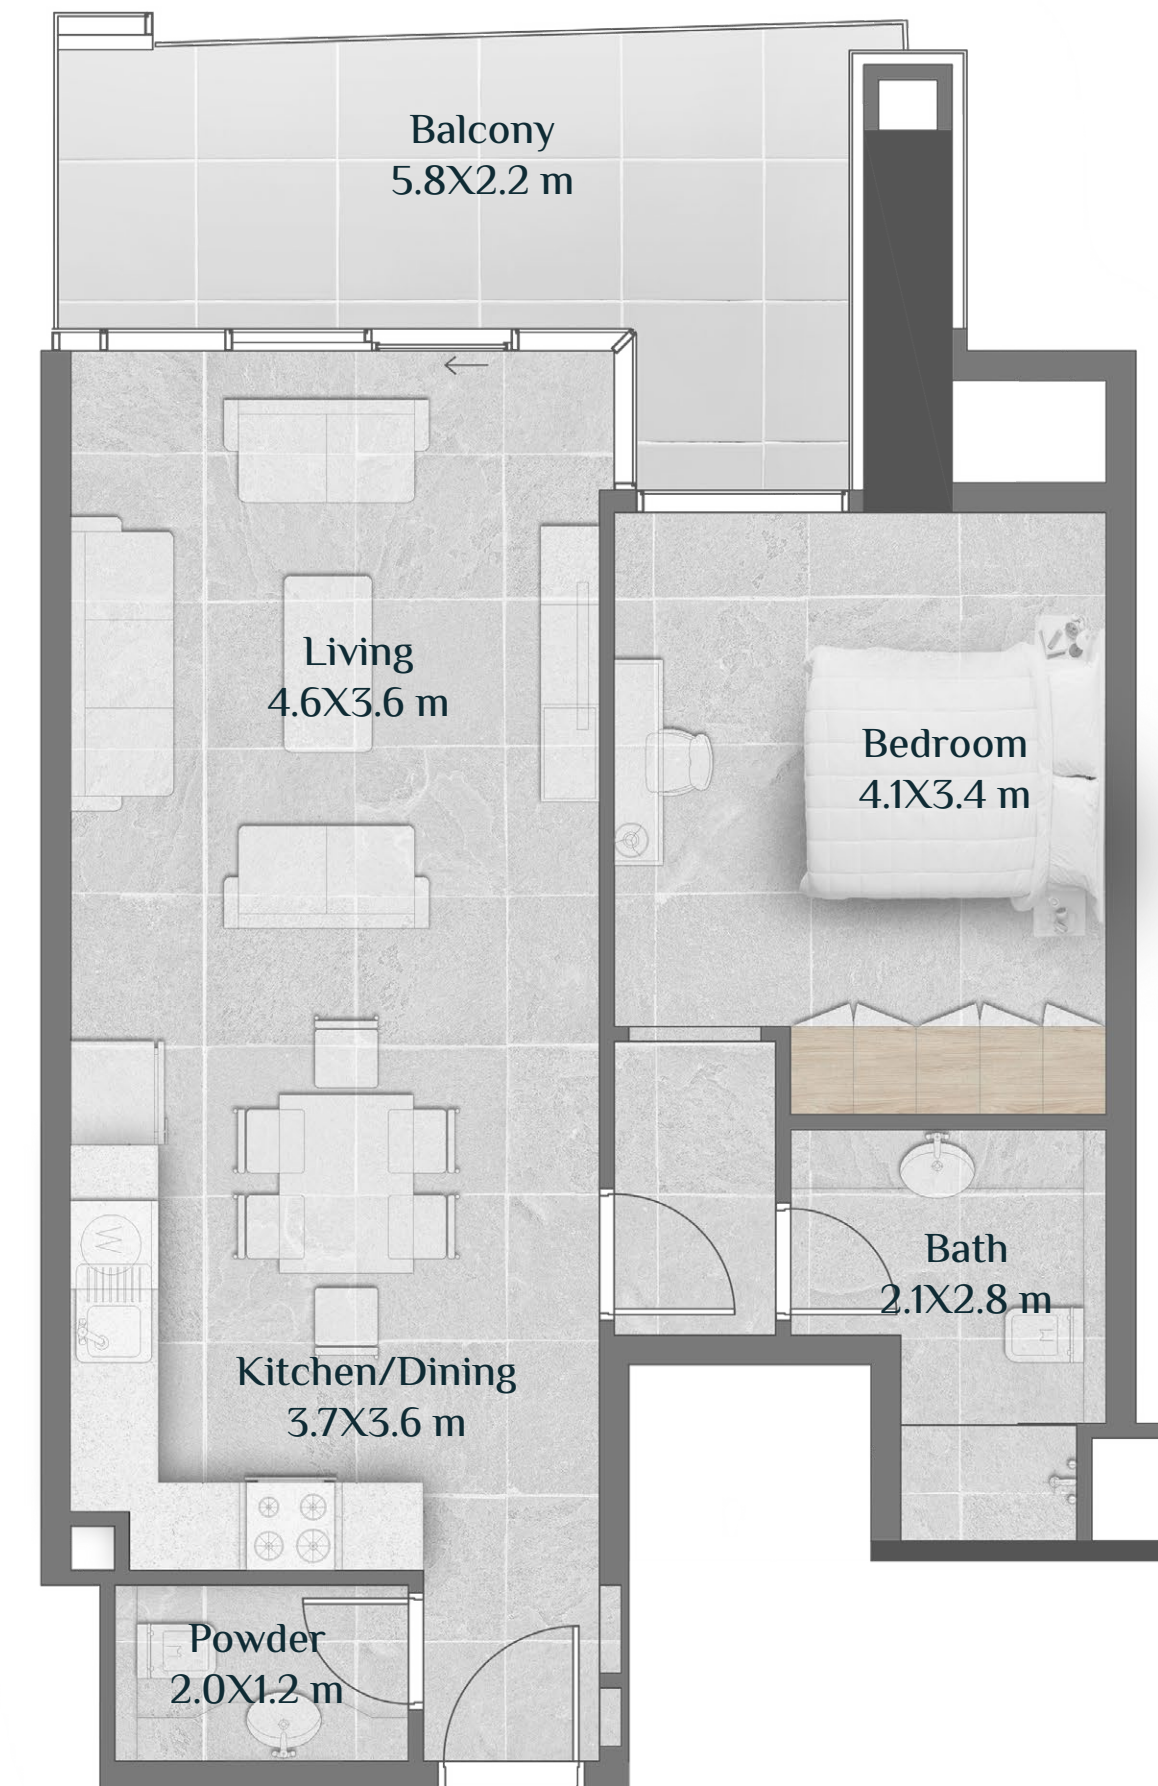 Balcony
5.8X2.2 m
Living
4.6X3.6 m
Bedroom
4.1X3.4 m
Bath
2.1X2.8 m
Kitchen/Dining
3.7X3.6 m
Powder
2.0X1.2 m
W